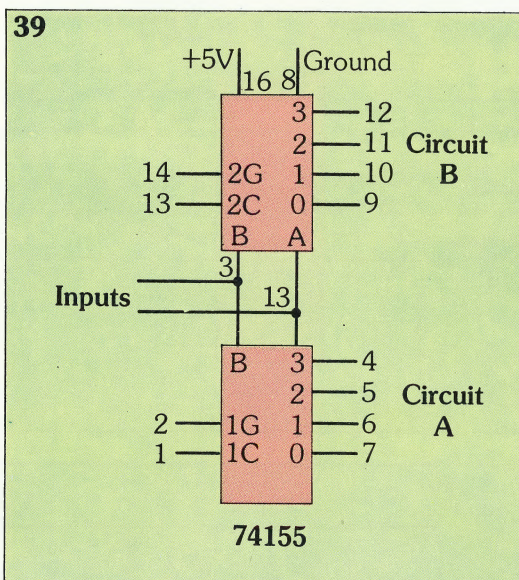 39
+5V Ground
16 8
3 12
2 11 Circuit
14 2G 1 10 B
13 2C 0 9
B A
3
Inputs 13
B 3 4
2 5 Circuit
2 1G 1 6 A
1 1C 0 7
74155